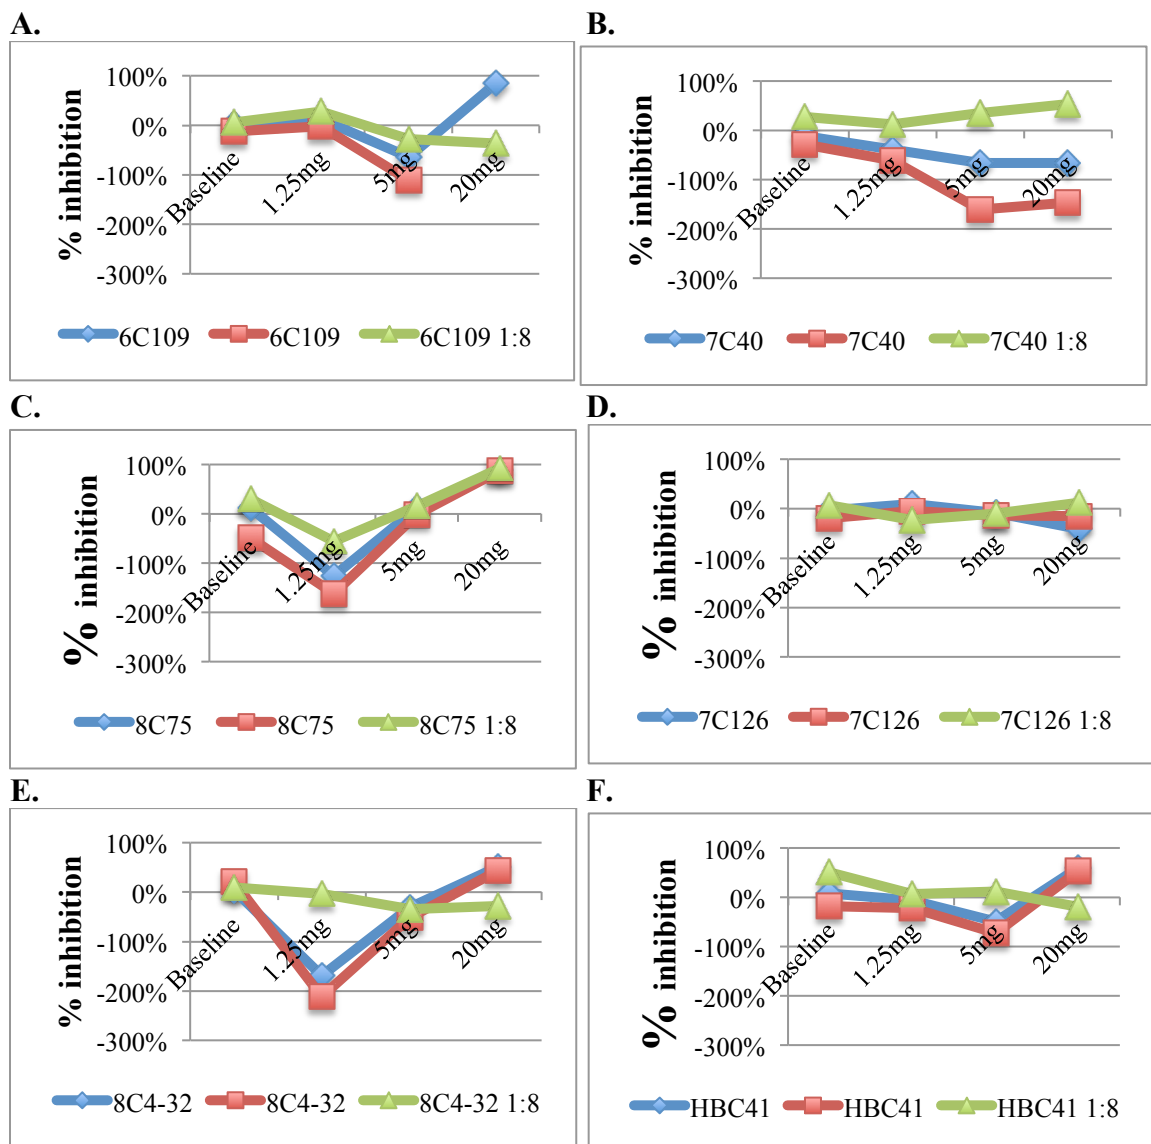 A.
100%
0%
-100%
-200%
-300%
% inhibition
Baseline
1.25mg
5mg
20mg
6C109
6C109
6C109 1:8
B.
100%
0%
-100%
-200%
-300%
% inhibition
Baseline
1.25mg
5mg
20mg
7C40
7C40
7C40 1:8
C.
100%
0%
-100%
-200%
-300%
% inhibition
Baseline
1.25mg
5mg
20mg
8C75
8C75
8C75 1:8
D.
100%
0%
-100%
-200%
-300%
% inhibition
Baseline
1.25mg
5mg
20mg
7C126
7C126
7C126 1:8
E.
100%
0%
-100%
-200%
-300%
% inhibition
Baseline
1.25mg
5mg
20mg
8C4-32
8C4-32
8C4-32 1:8
F.
100%
0%
-100%
-200%
-300%
% inhibition
Baseline
1.25mg
5mg
20mg
HBC41
HBC41
HBC41 1:8